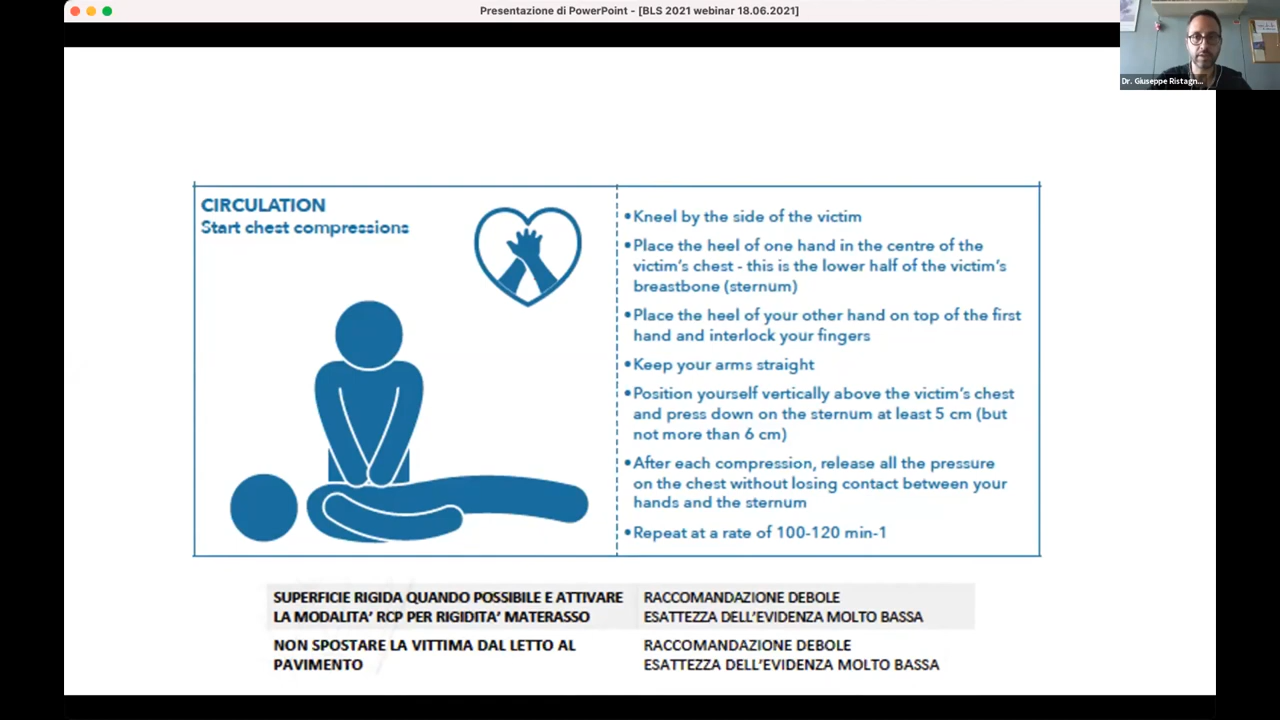 Presentazione di PowerPoint - [BLS 2021 webinar 18.06.2021]
Dr. Giuseppe Ristagn...
CIRCULATION
Start chest compressions
•Kneel by the side of the victim
•Place the heel of one hand in the centre of the
victim's chest - this is the lower half of the victim's
breastbone (sternum)
•Place the heel of your other hand on top of the first
hand and interlock your fingers
•Keep your arms straight
•Position yourself vertically above the victim's chest
and press down on the sternum at least 5 cm (but
not more than 6 cm)
•After each compression, release all the pressure
on the chest without losing contact between your
hands and the sternum
•Repeat at a rate of 100-120 min-1
SUPERFICIE RIGIDA QUANDO POSSIBILE E ATTIVARE
LA MODALITA' RCP PER RIGIDITA' MATERASSO
RACCOMANDAZIONE DEBOLE
ESATTEZZA DELL'EVIDENZA MOLTO BASSA
NON SPOSTARE LA VITTIMA DAL LETTO AL
PAVIMENTO
RACCOMANDAZIONE DEBOLE
ESATTEZZA DELL'EVIDENZA MOLTO BASSA